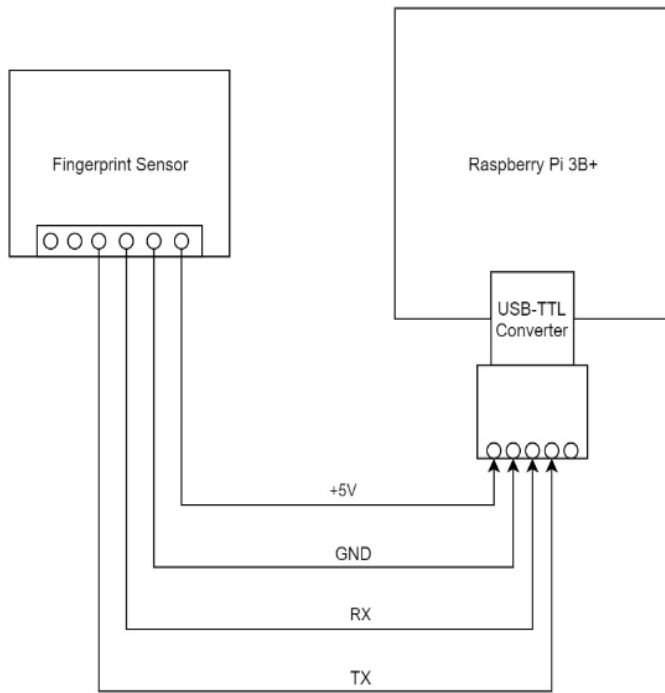 Fingerprint Sensor
Raspberry Pi 3B+
USB-TTL
Converter
+5V
GND
RX
TX